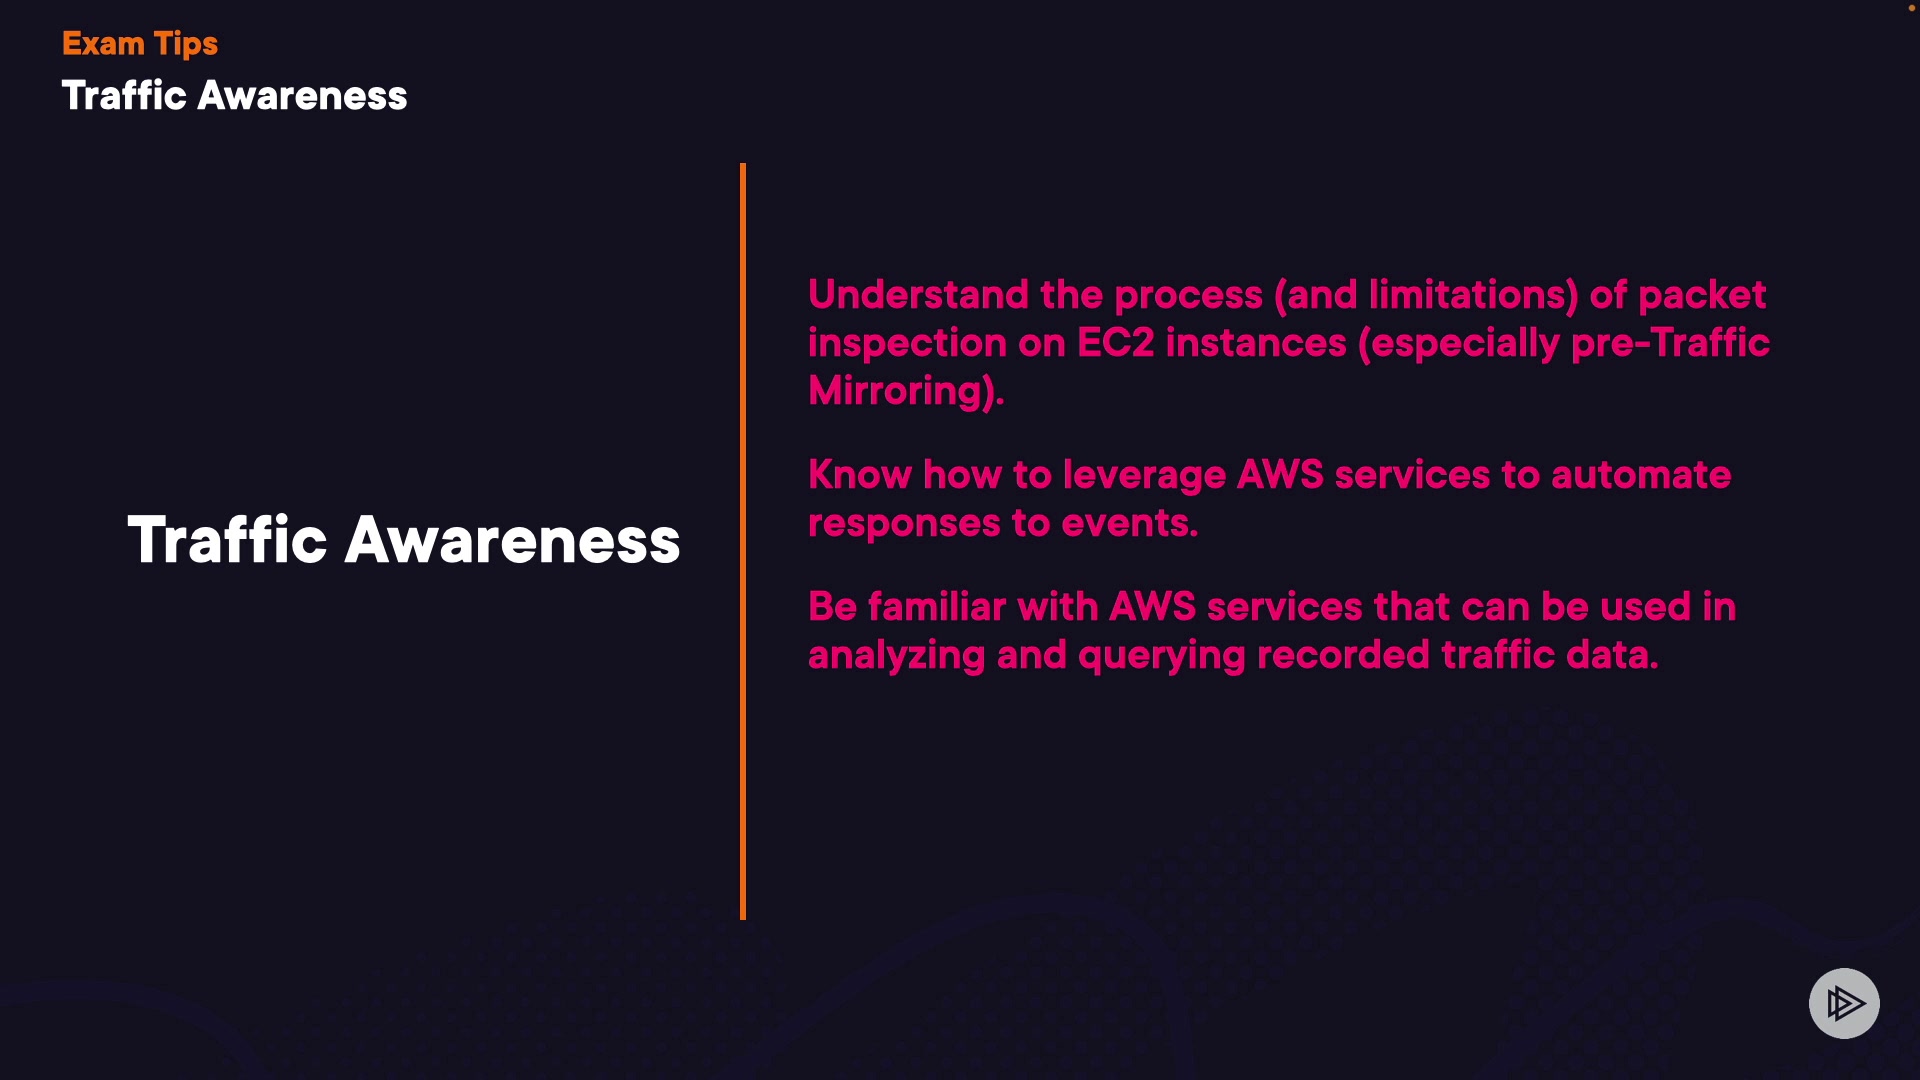 Exam Tips
Traffic Awareness
Traffic Awareness
Understand the process (and limitations) of packet
inspection on EC2 instances (especially pre-Traffic
Mirroring).
Know how to leverage AWS services to automate
responses to events.
Be familiar with AWS services that can be used in
analyzing and querying recorded traffic data.